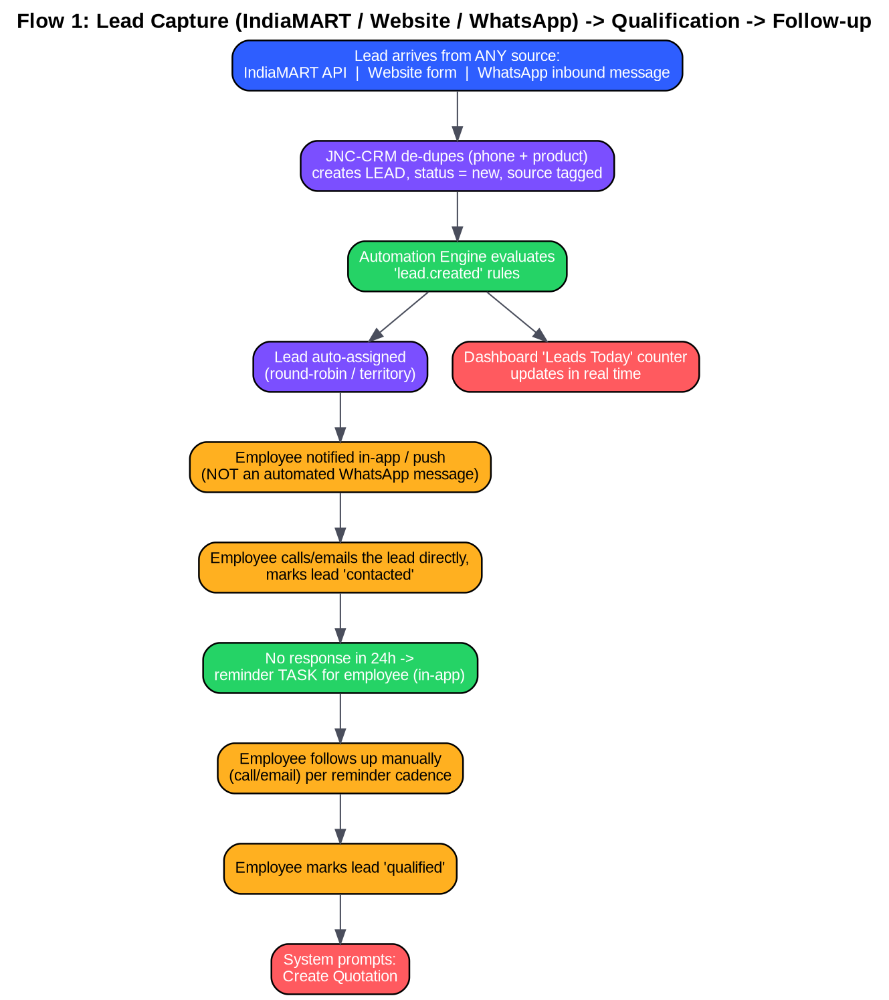 Flow 1: Lead Capture (IndiaMART / Website / WhatsApp) -> Qualification -> Follow-up
Lead arrives from ANY source:
IndiaMART API | Website form | WhatsApp inbound message
JNC-CRM de-dupes (phone + product)
creates LEAD, status = new, source tagged
Automation Engine evaluates
'lead.created' rules
Lead auto-assigned
(round-robin / territory)
Dashboard 'Leads Today' counter
updates in real time
Employee notified in-app / push
(NOT an automated WhatsApp message)
Employee calls/emails the lead directly,
marks lead 'contacted'
No response in 24h ->
reminder TASK for employee (in-app)
Employee follows up manually
(call/email) per reminder cadence
Employee marks lead 'qualified'
System prompts:
Create Quotation